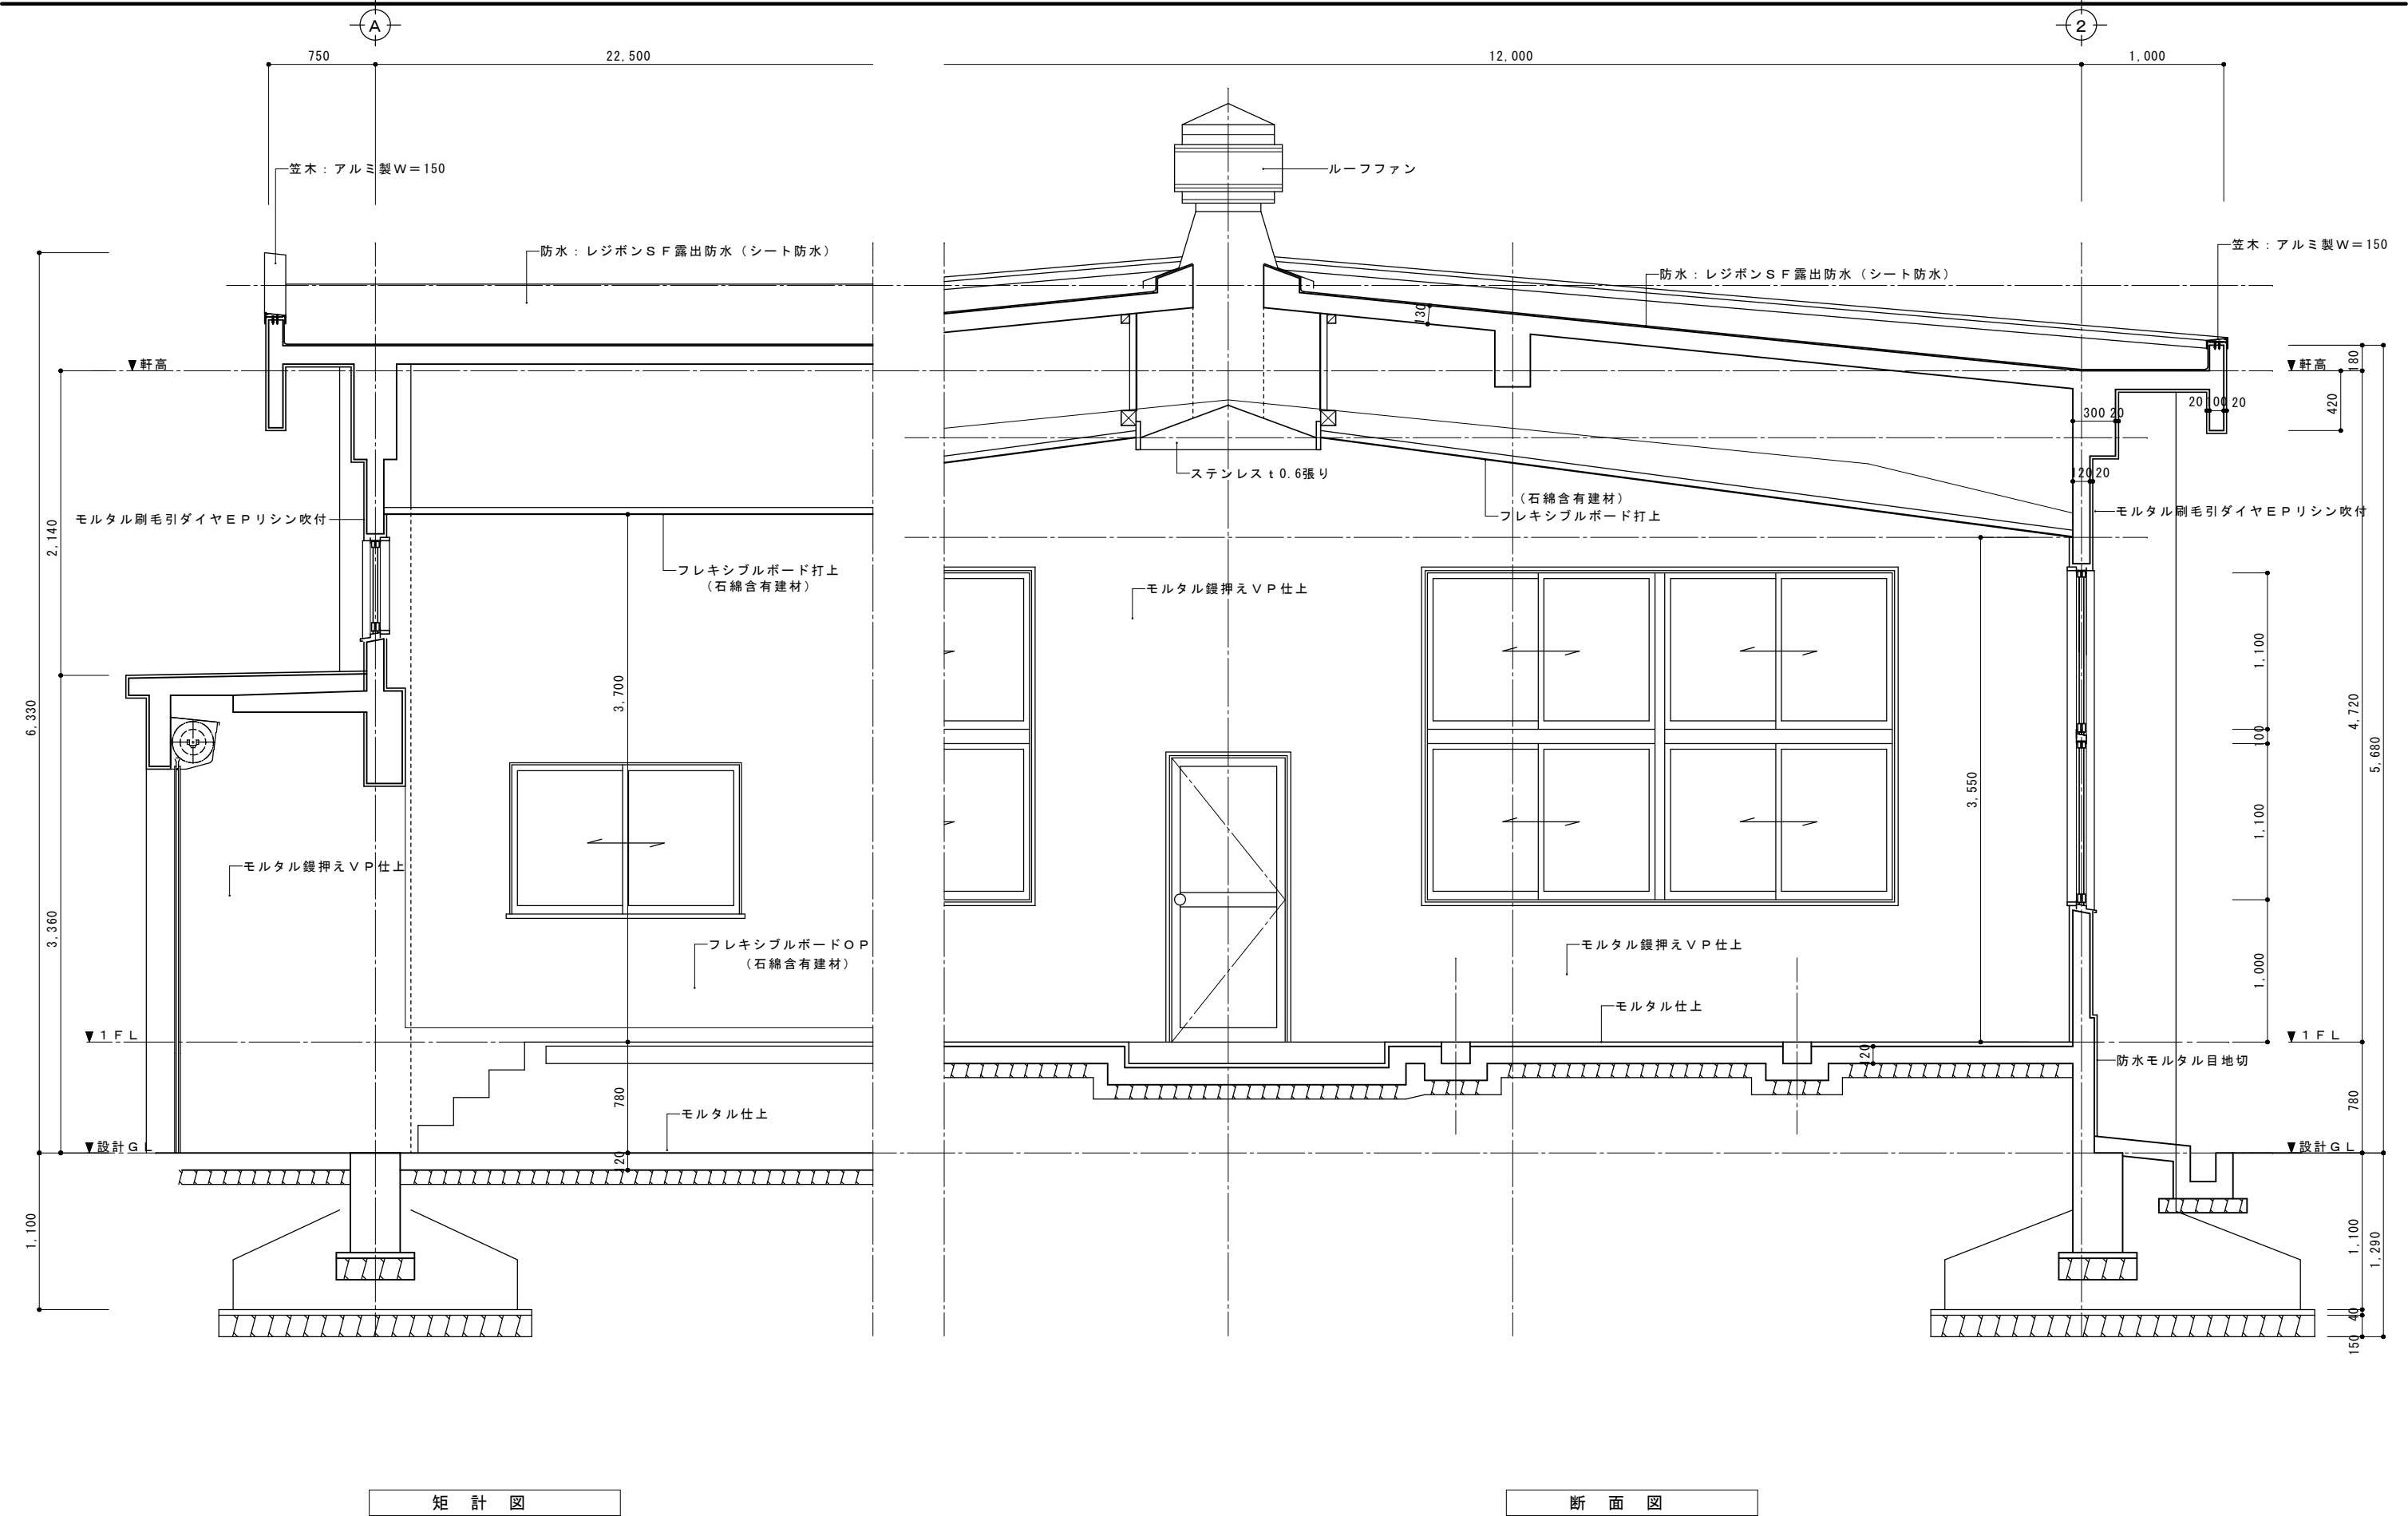 A
2
750
22,500
12,000
1,000
笠木：アルミ製W＝150
ルーフファン
防水：レジボンSF露出防水（シート防水）
笠木：アルミ製W＝150
防水：レジボンSF露出防水（シート防水）
130
▼軒高
▼軒高
180
420
20 100 20
300 20
120 20
ステンレスt0.6張り
（石綿含有建材）
フレキシブルボード打上
モルタル刷毛引ダイヤEPリシン吹付
モルタル刷毛引ダイヤEPリシン吹付
2,140
フレキシブルボード打上
（石綿含有建材）
モルタル鏝押えVP仕上
1,100
3,700
6,330
4,720
100
5,680
3,550
1,100
モルタル鏝押えVP仕上
3,360
フレキシブルボードOP
（石綿含有建材）
モルタル鏝押えVP仕上
1,000
モルタル仕上
▼1FL
▼1FL
120
防水モルタル目地切
780
780
モルタル仕上
▼設計GL
▼設計GL
120
1,100
1,100
1,290
40
150
矩計図
断面図